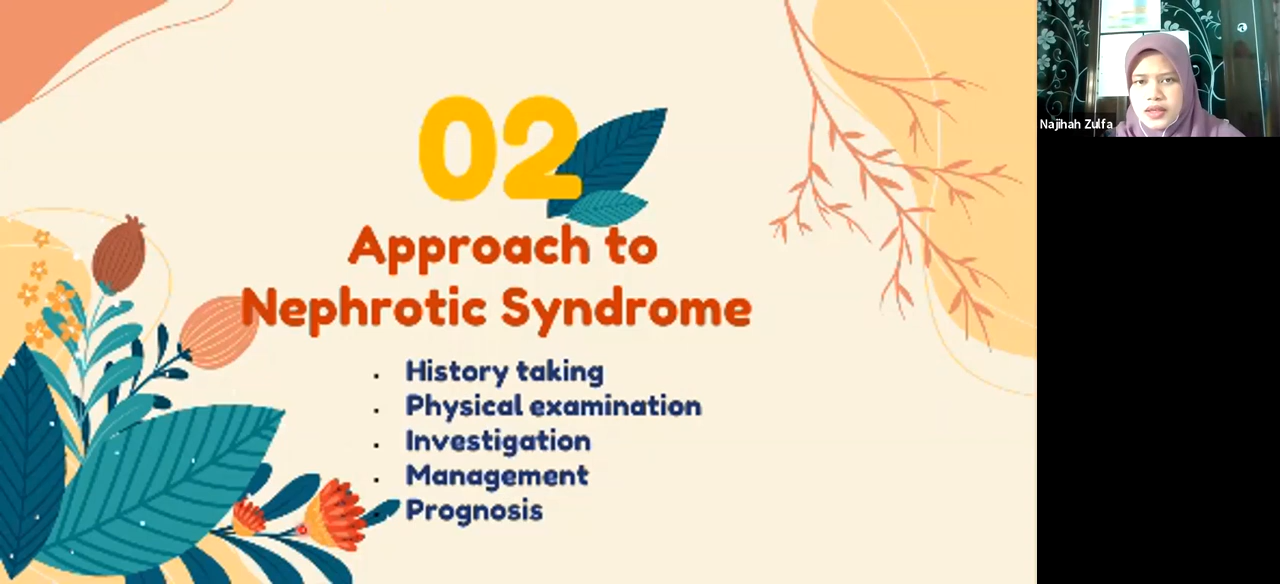 02
Approach to
Nephrotic Syndrome
• History taking
• Physical examination
• Investigation
• Management
• Prognosis
Najihah Zulfa